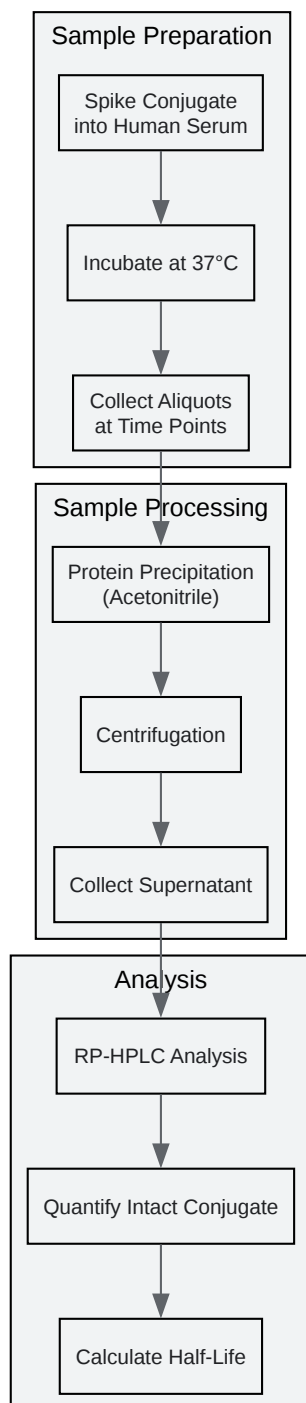 Sample Preparation
Spike Conjugate
into Human Serum
Incubate at 37°C
Collect Aliquots
at Time Points
Sample Processing
Protein Precipitation
(Acetonitrile)
Centrifugation
Collect Supernatant
Analysis
RP-HPLC Analysis
Quantify Intact Conjugate
Calculate Half-Life